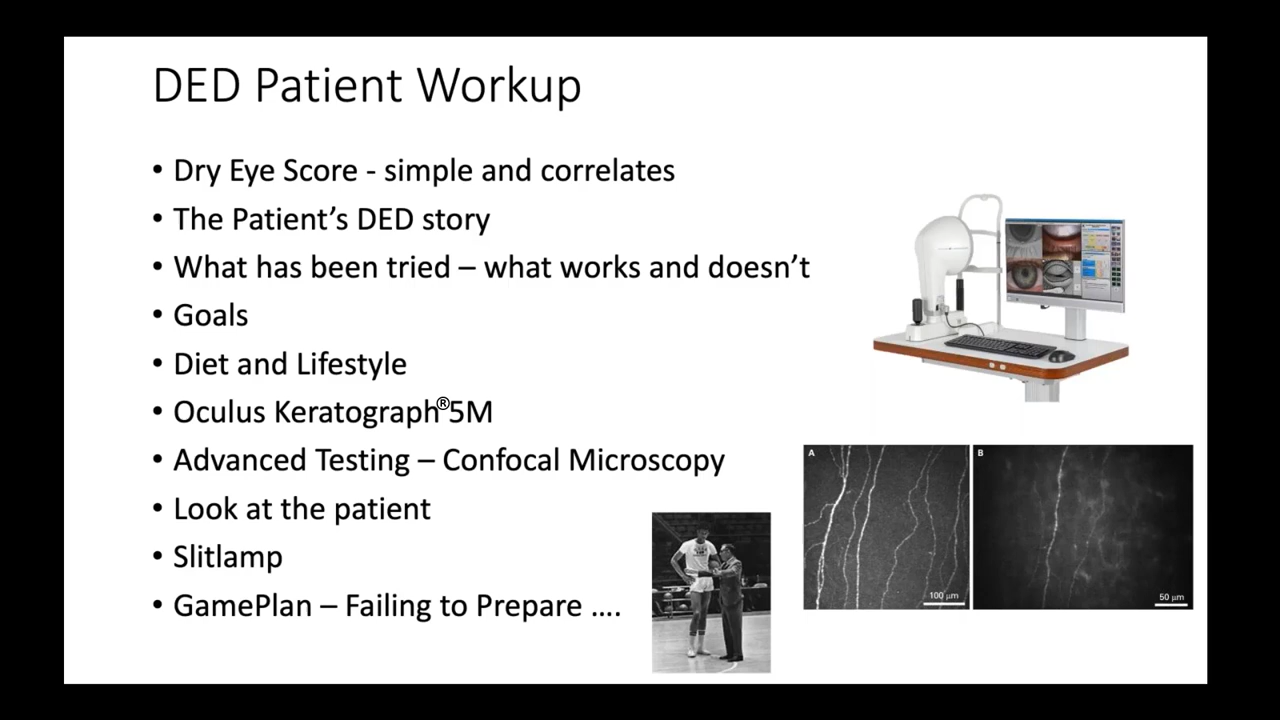 DED Patient Workup
• Dry Eye Score - simple and correlates
• The Patient’s DED story
• What has been tried – what works and doesn’t
• Goals
• Diet and Lifestyle
• Oculus Keratograph®5M
• Advanced Testing – Confocal Microscopy
• Look at the patient
• Slitlamp
• GamePlan – Failing to Prepare ....
A
100 µm
B
50 µm